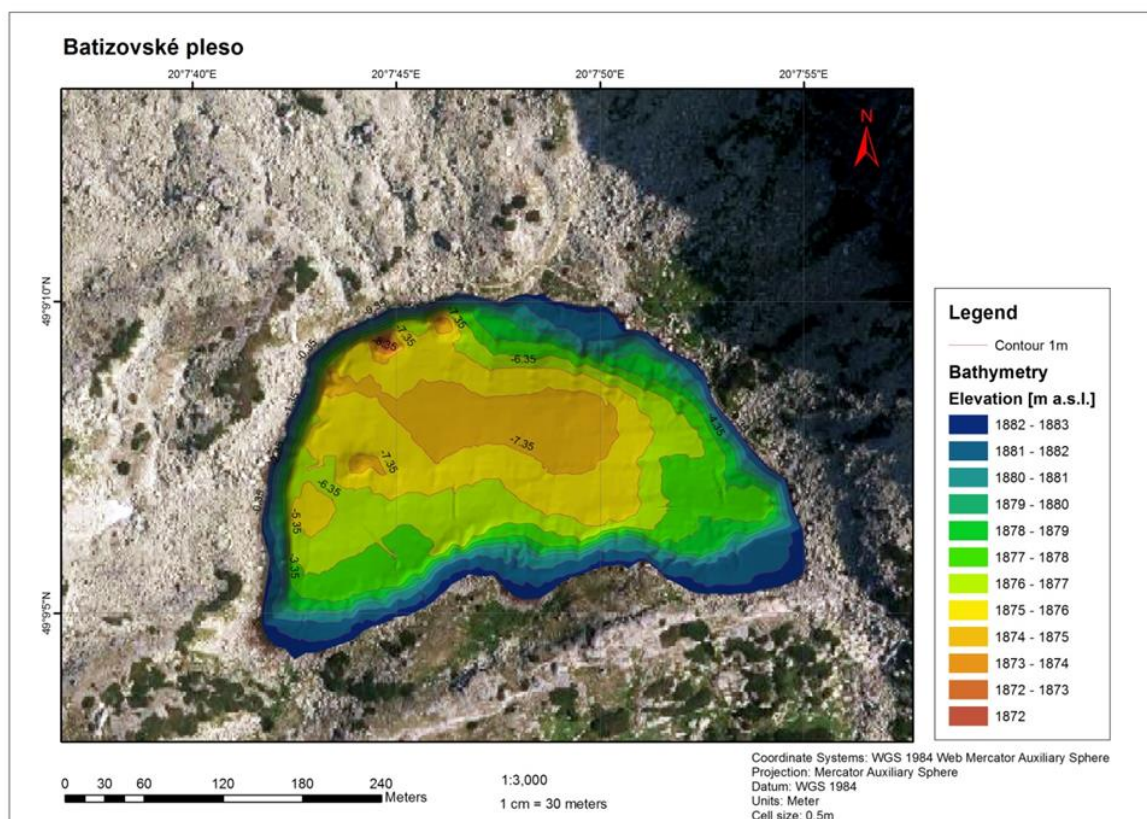 Batizovské pleso
20°7'40"E
20°7'45"E
20°7'50"E
20°7'55"E
N
49°9'10"N
49°9'5"N
-7.35
-7.35
-0.35
-6.35
-4.35
-7.35
-7.35
-6.35
-0.35
-5.35
-3.35
Legend
Contour 1m
Bathymetry
Elevation [m a.s.l.]
1882 - 1883
1881 - 1882
1880 - 1881
1879 - 1880
1878 - 1879
1877 - 1878
1876 - 1877
1875 - 1876
1874 - 1875
1873 - 1874
1872 - 1873
1872
0 30 60 120 180 240
Meters
1:3,000
1 cm = 30 meters
Coordinate Systems: WGS 1984 Web Mercator Auxiliary Sphere
Projection: Mercator Auxiliary Sphere
Datum: WGS 1984
Units: Meter
Cell size: 0.5m